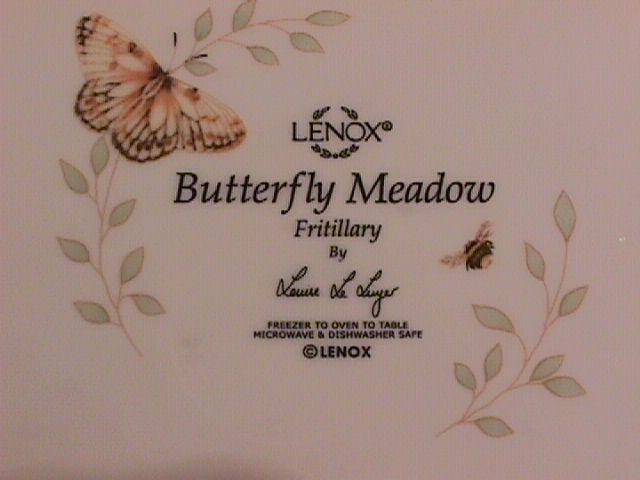 LENOX®
Butterfly Meadow
Fritillary
By
Louise Le Luyer
FREEZER TO OVEN TO TABLE
MICROWAVE & DISHWASHER SAFE
©LENOX